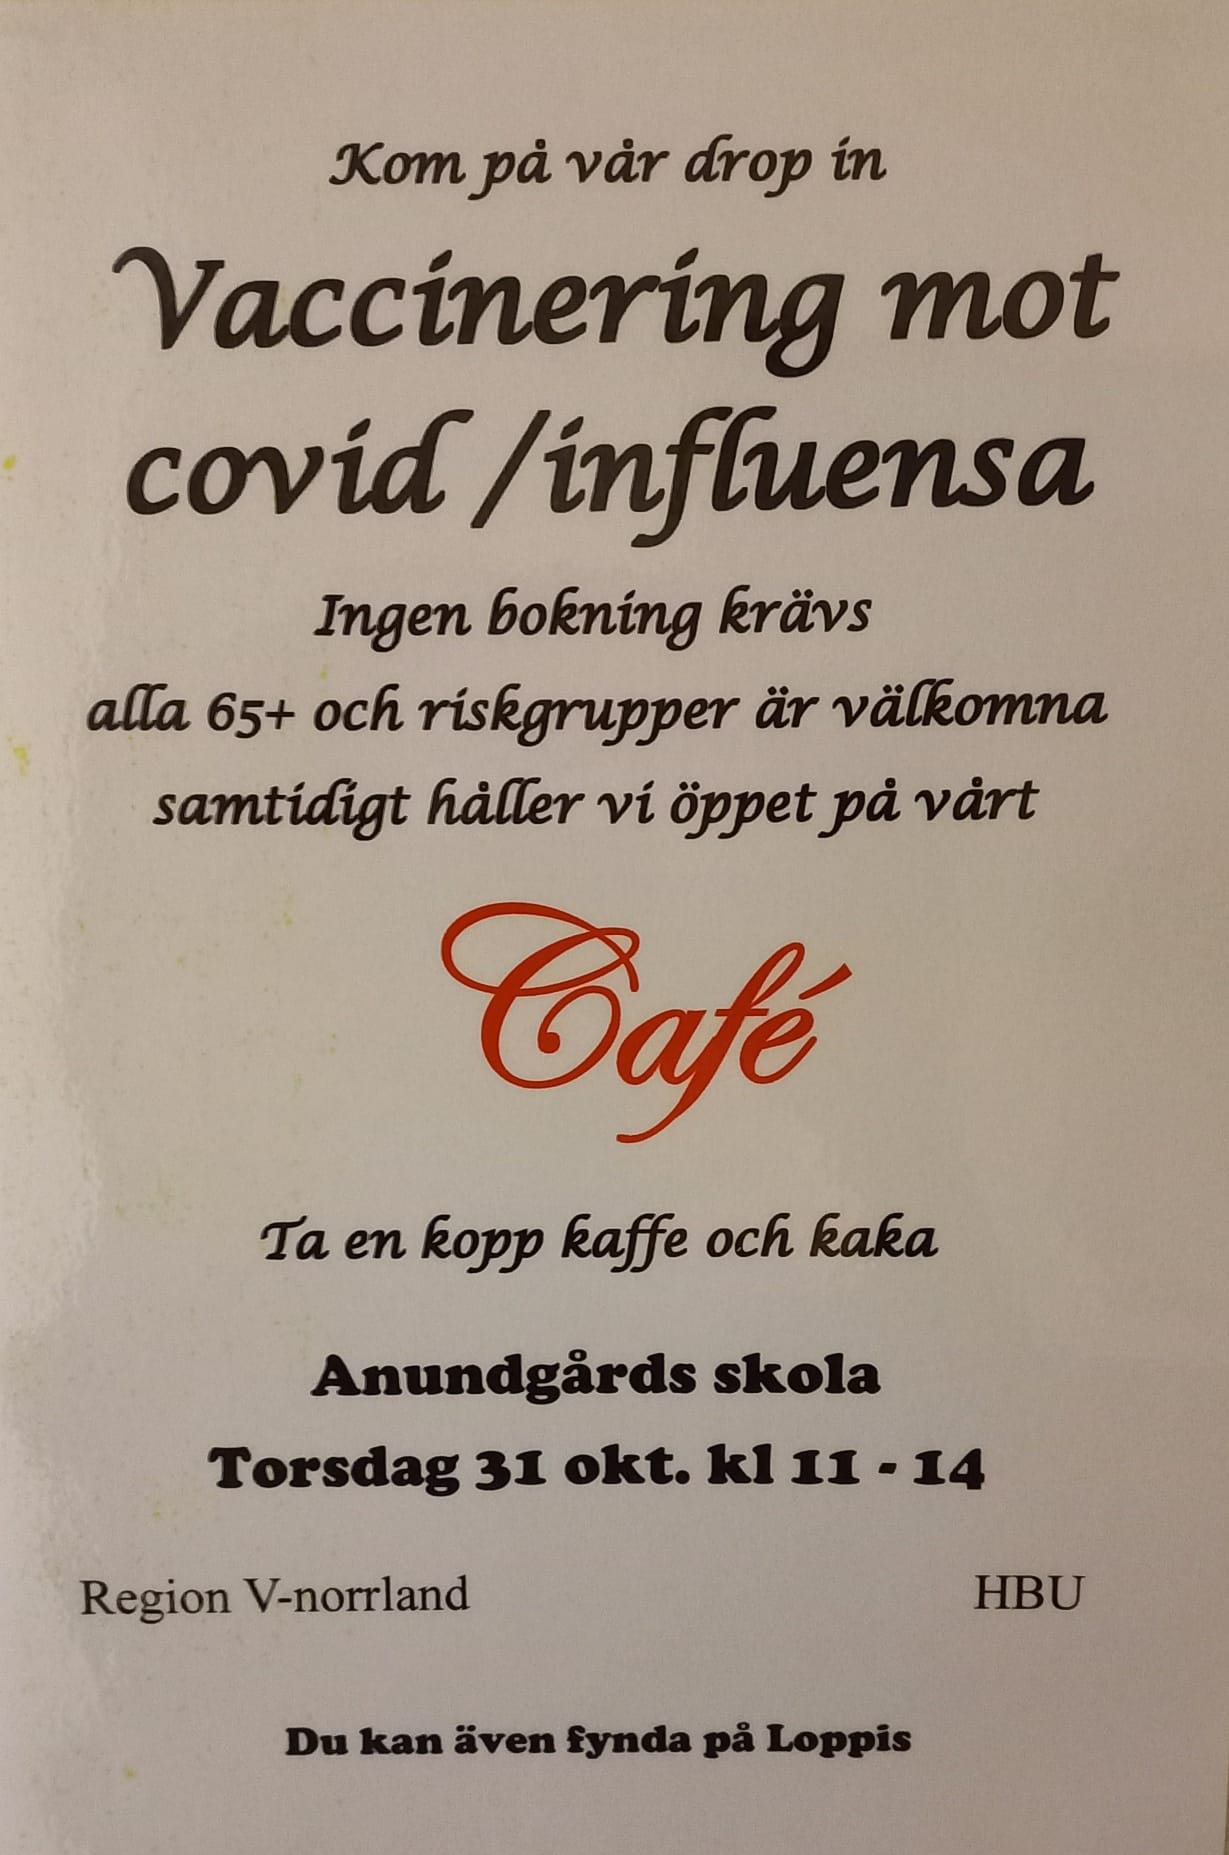 Kom på vår drop in
Vaccinering mot
covid /influensa
Ingen bokning krävs
alla 65+ och riskgrupper är välkomna
samtidigt håller vi öppet på vårt
Café
Ta en kopp kaffe och kaka
Anundgårds skola
Torsdag 31 okt. kl 11 - 14
Region V-norrland HBU
Du kan även fynda på Loppis